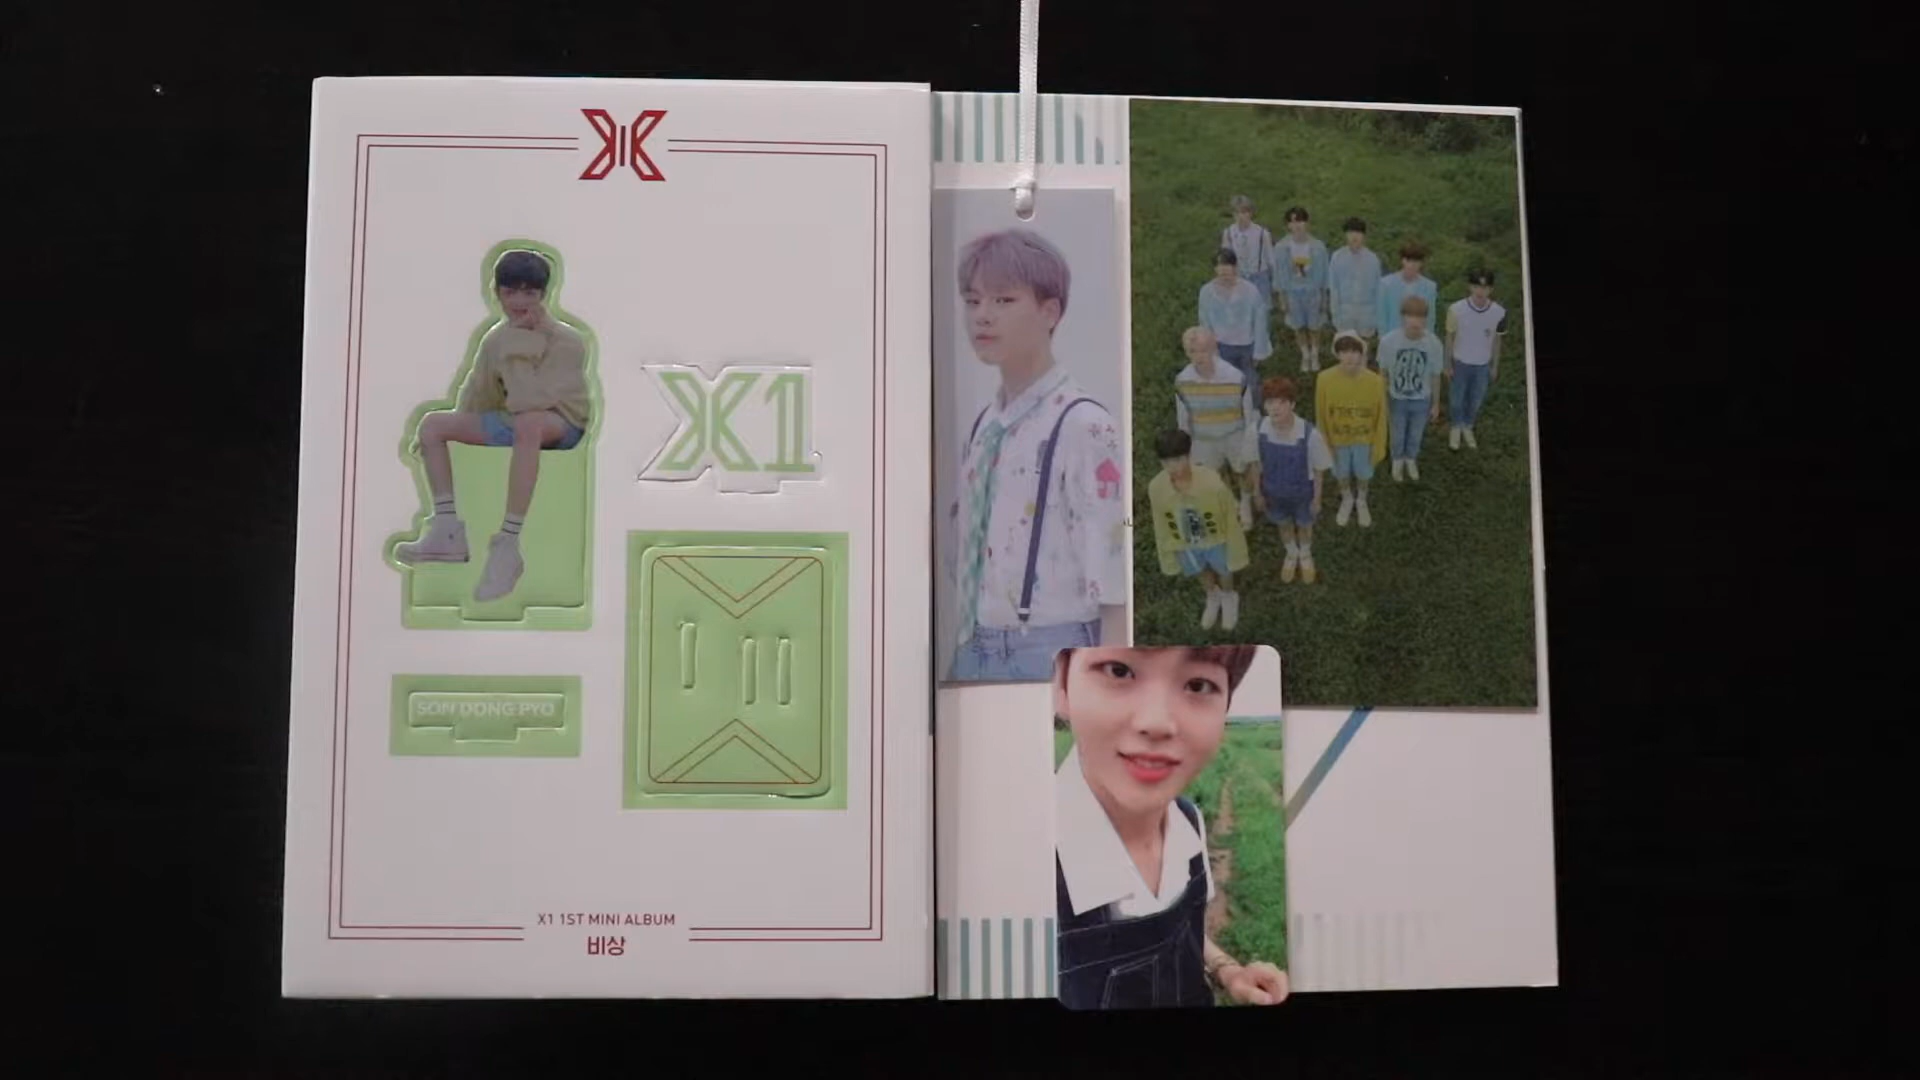 X1
SON DONG PYO
X1 1ST MINI ALBUM
비상